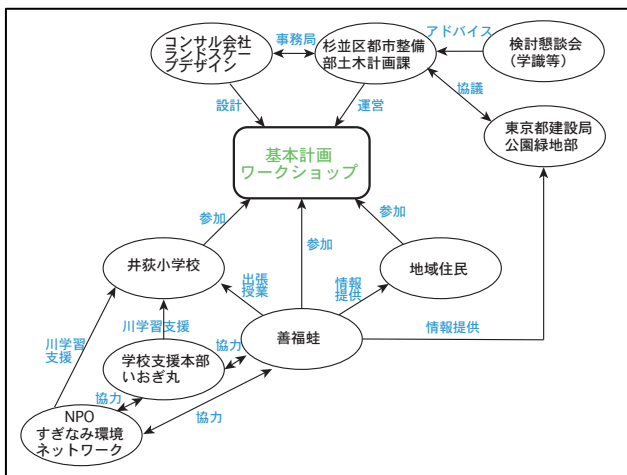 コンサル会社
ランドスケー
プデザイン
事務局
杉並区都市整備
部土木計画課
アドバイス
検討懇談会
（学識等）
協議
設計
運営
東京都建設局
公園緑地部
基本計画
ワークショップ
参加
参加
参加
井荻小学校
地域住民
出張
授業
情報
提供
川学習支援
善福蛙
情報提供
川学習
支援
学校支援本部
いおぎ丸
協力
協力
協力
NPO
すぎなみ環境
ネットワーク